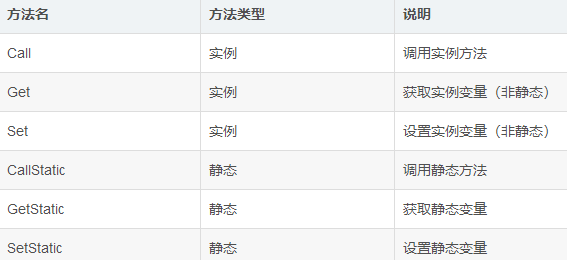 方法名 方法类型 说明
Call 实例 调用实例方法
Get 实例 获取实例变量（非静态）
Set 实例 设置实例变量（非静态）
CallStatic 静态 调用静态方法
GetStatic 静态 获取静态变量
SetStatic 静态 设置静态变量